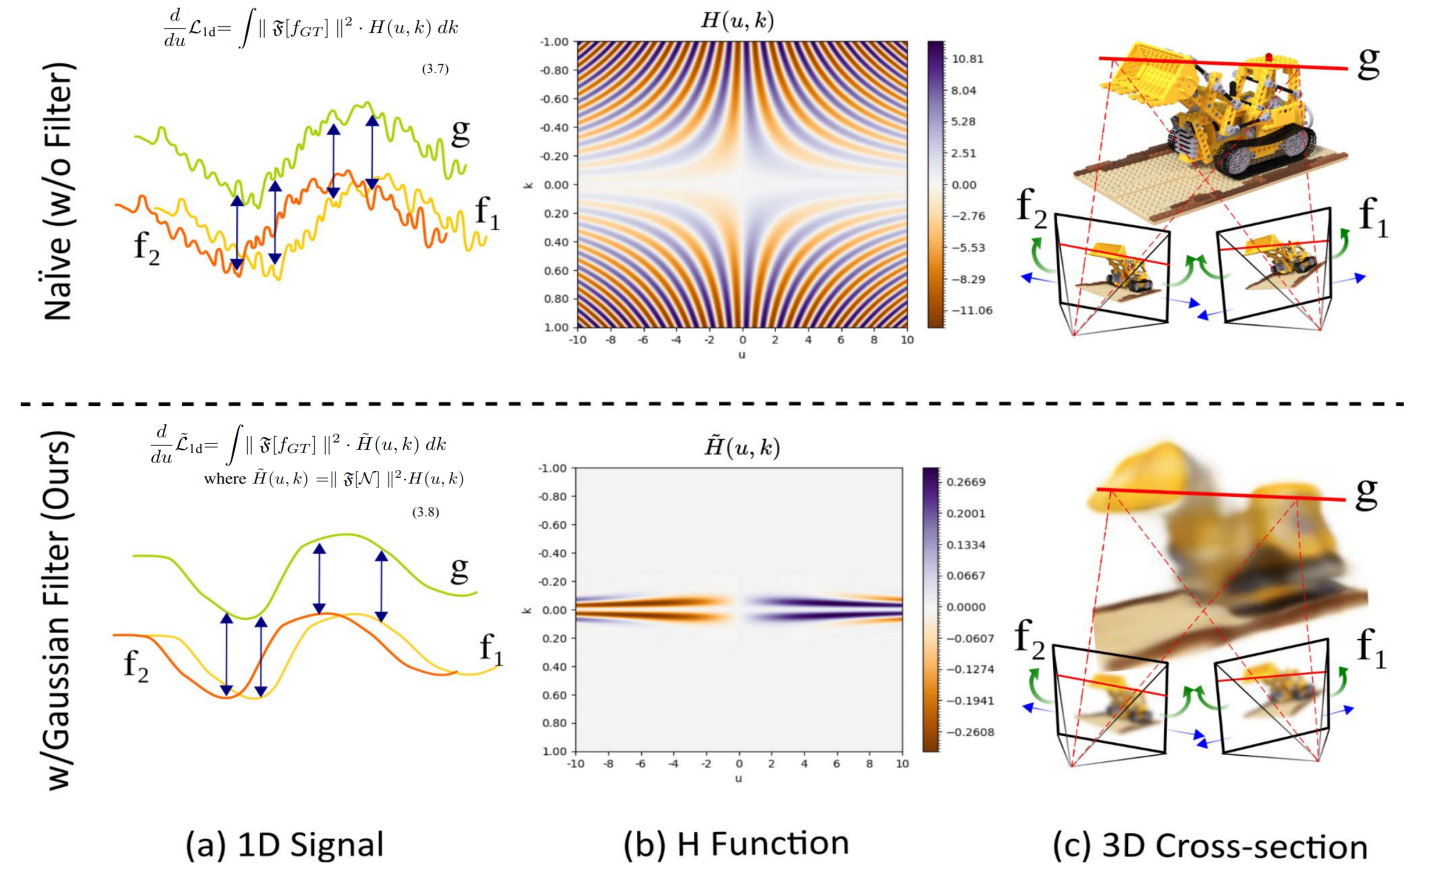 Naïve (w/o Filter)
d/du ℒ_1d= ∫ ‖ 𝔉[f_GT] ‖² · H(u, k) dk
(3.7)
g
f₁
f₂
H(u, k)
-1.00
-0.80
-0.60
-0.40
-0.20
0.00
0.20
0.40
0.60
0.80
1.00
k
-10 -8 -6 -4 -2 0 2 4 6 8 10
u
10.81
8.04
5.28
2.51
0.00
−2.76
−5.53
−8.29
−11.06
g
f₂
f₁
w/Gaussian Filter (Ours)
d/du ℒ̃_1d= ∫ ‖ 𝔉[f_GT] ‖² · H̃(u, k) dk
where H̃(u, k) =‖ 𝔉[𝒩] ‖²·H(u, k)
(3.8)
g
f₁
f₂
H̃(u, k)
-1.00
-0.80
-0.60
-0.40
-0.20
0.00
0.20
0.40
0.60
0.80
1.00
k
-10 -8 -6 -4 -2 0 2 4 6 8 10
u
0.2669
0.2001
0.1334
0.0667
0.0000
−0.0607
−0.1274
−0.1941
−0.2608
g
f₂
f₁
(a) 1D Signal
(b) H Function
(c) 3D Cross-section